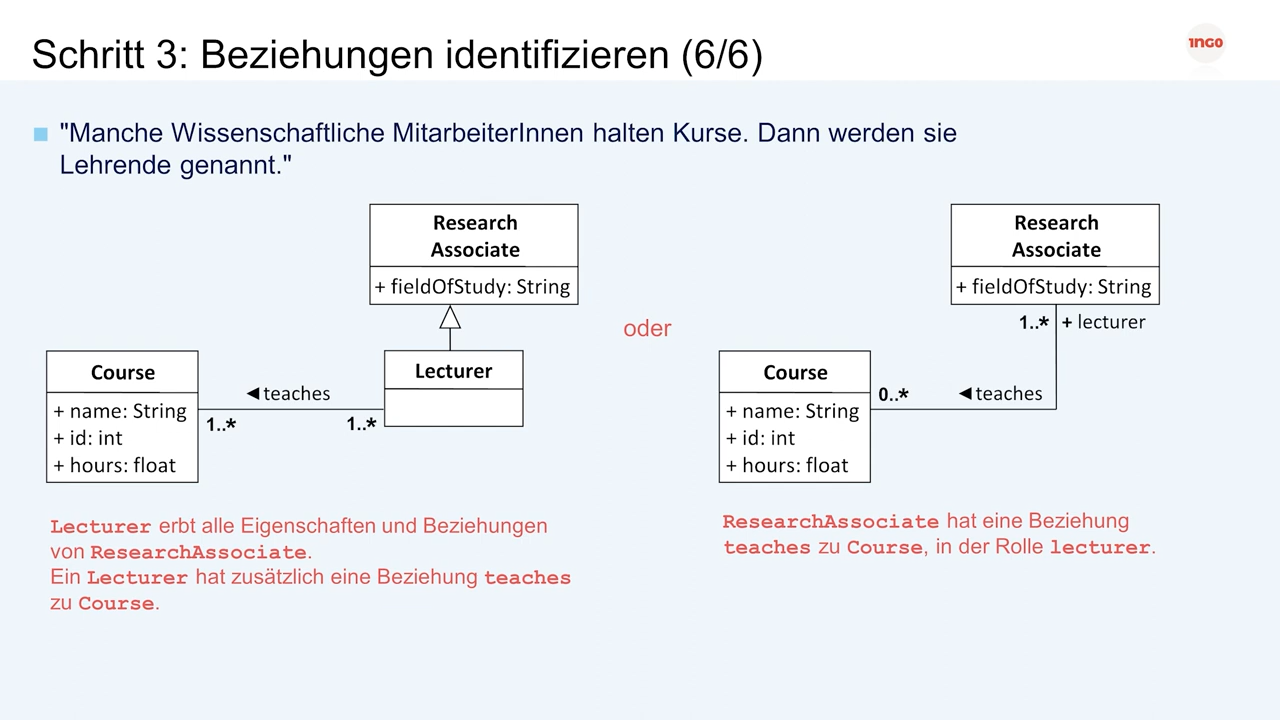 Schritt 3: Beziehungen identifizieren (6/6)
1NGO
"Manche Wissenschaftliche MitarbeiterInnen halten Kurse. Dann werden sie
Lehrende genannt."
Research
Associate
+ fieldOfStudy: String
Course
+ name: String
+ id: int
+ hours: float
◄teaches
1..*
1..*
Lecturer
Lecturer erbt alle Eigenschaften und Beziehungen
von ResearchAssociate.
Ein Lecturer hat zusätzlich eine Beziehung teaches
zu Course.
oder
Research
Associate
+ fieldOfStudy: String
1..* + lecturer
Course
+ name: String
+ id: int
+ hours: float
0..*
◄teaches
ResearchAssociate hat eine Beziehung
teaches zu Course, in der Rolle lecturer.